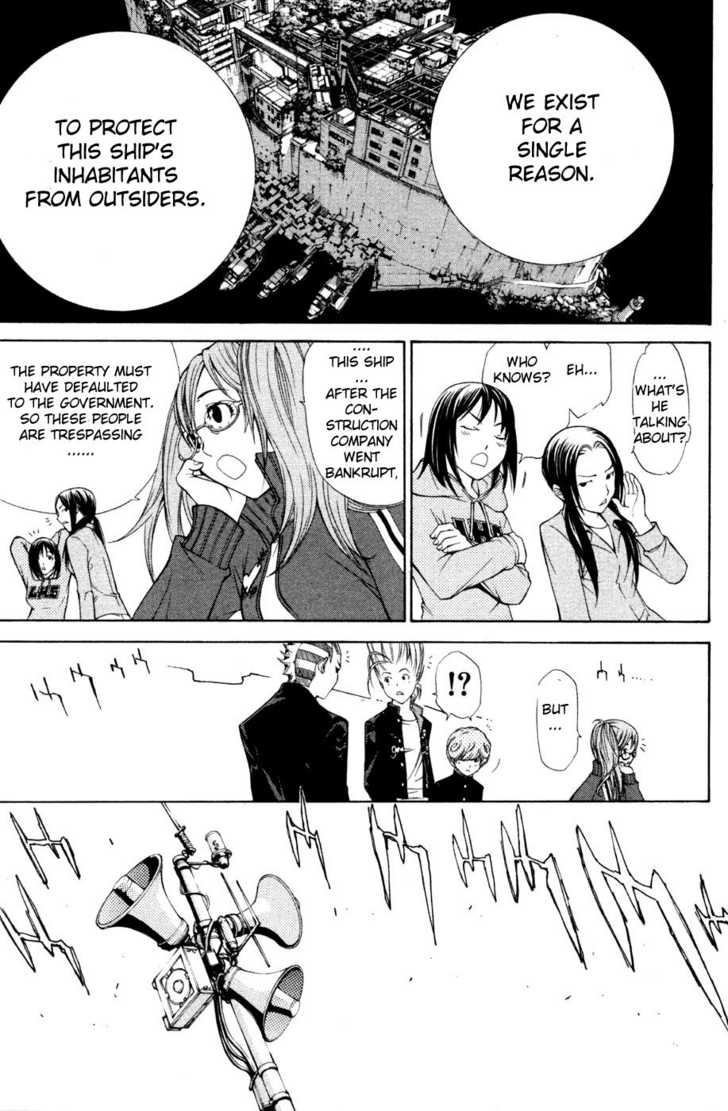 WE EXIST
FOR A
SINGLE
REASON.
TO PROTECT
THIS SHIP'S
INHABITANTS
FROM OUTSIDERS.
...
WHAT'S
HE
TALKING
ABOUT?
EH...
WHO
KNOWS?
LHS
....
THIS SHIP
...
AFTER THE
CON-
STRUCTION
COMPANY
WENT
BANKRUPT,
THE PROPERTY MUST
HAVE DEFAULTED
TO THE GOVERNMENT.
SO THESE PEOPLE
ARE TRESPASSING
......
LHS
BUT
...
!?